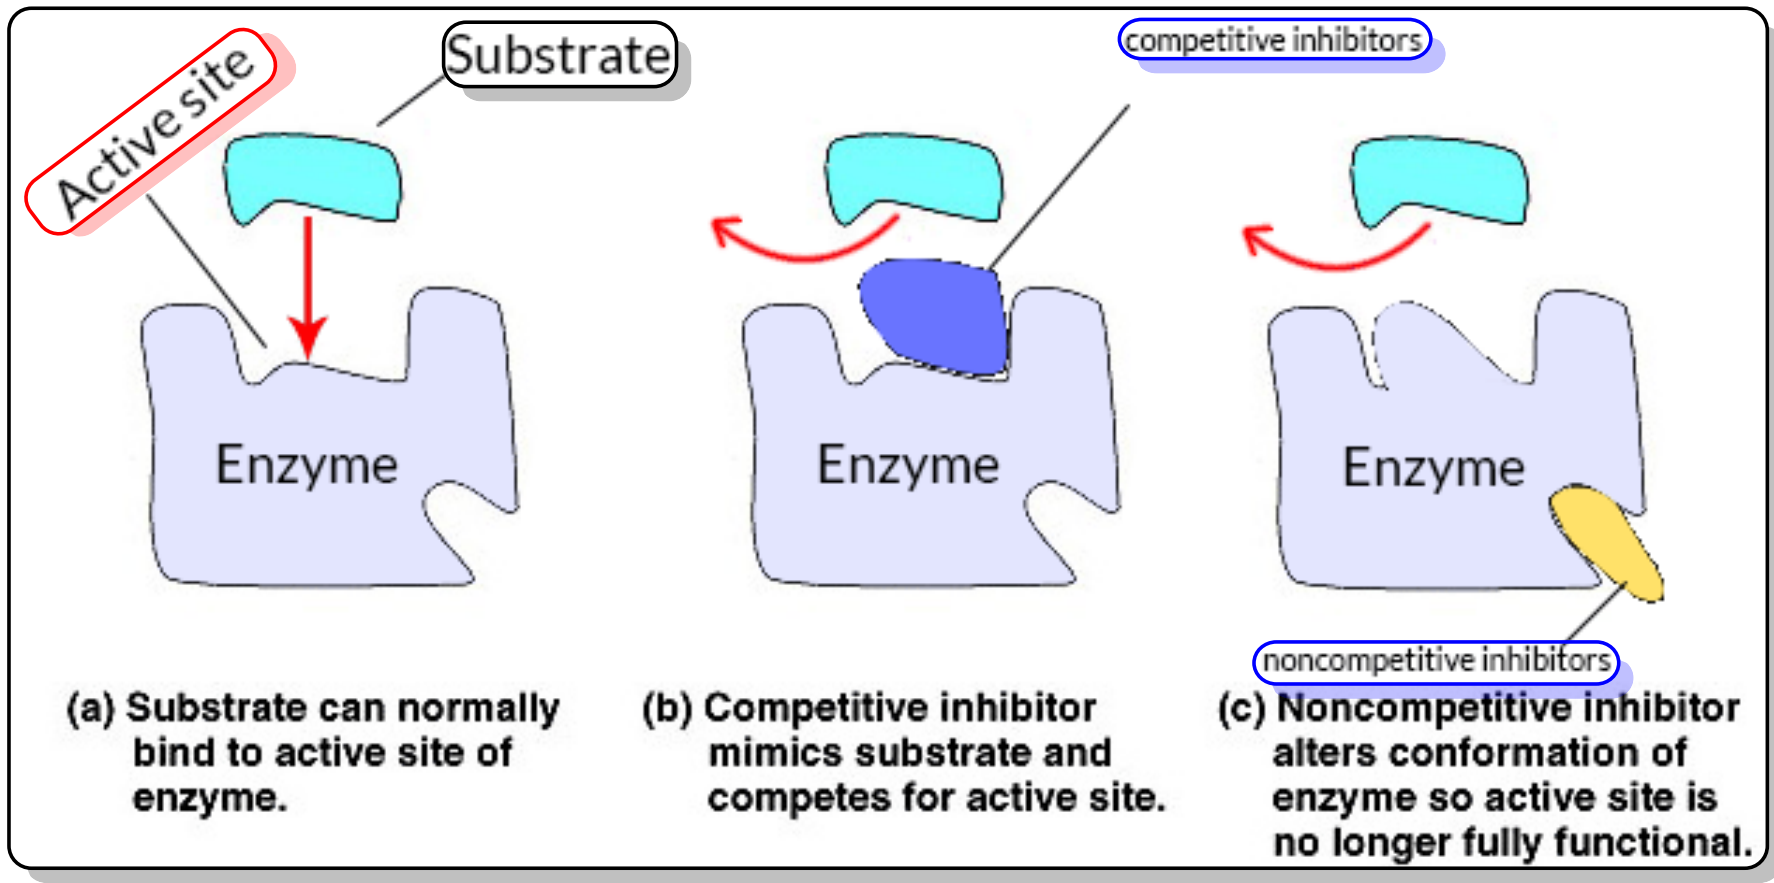 Active site
Substrate
competitive inhibitors
Enzyme
Enzyme
Enzyme
noncompetitive inhibitors
(a) Substrate can normally
bind to active site of
enzyme.
(b) Competitive inhibitor
mimics substrate and
competes for active site.
(c) Noncompetitive inhibitor
alters conformation of
enzyme so active site is
no longer fully functional.